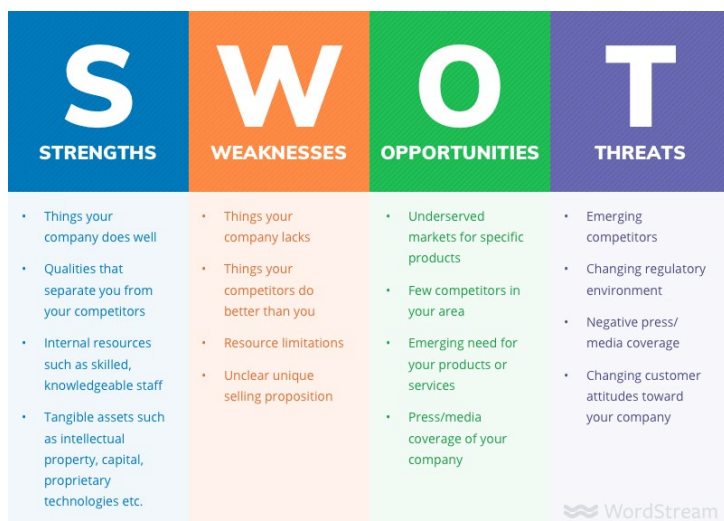 S
STRENGTHS
• Things your
company does well
• Qualities that
separate you from
your competitors
• Internal resources
such as skilled,
knowledgeable staff
• Tangible assets such
as intellectual
property, capital,
proprietary
technologies etc.
W
WEAKNESSES
• Things your
company lacks
• Things your
competitors do
better than you
• Resource limitations
• Unclear unique
selling proposition
O
OPPORTUNITIES
• Underserved
markets for specific
products
• Few competitors in
your area
• Emerging need for
your products or
services
• Press/media
coverage of your
company
T
THREATS
• Emerging
competitors
• Changing regulatory
environment
• Negative press/
media coverage
• Changing customer
attitudes toward
your company
WordStream